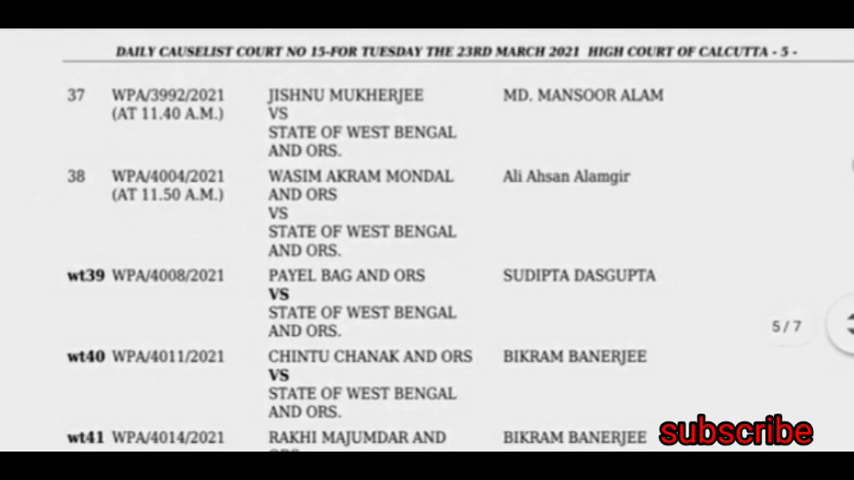 DAILY CAUSELIST COURT NO 15-FOR TUESDAY THE 23RD MARCH 2021 HIGH COURT OF CALCUTTA - 5 -
37 WPA/3992/2021 JISHNU MUKHERJEE MD. MANSOOR ALAM
(AT 11.40 A.M.) VS
STATE OF WEST BENGAL
AND ORS.
38 WPA/4004/2021 WASIM AKRAM MONDAL Ali Ahsan Alamgir
(AT 11.50 A.M.) AND ORS
VS
STATE OF WEST BENGAL
AND ORS.
wt39 WPA/4008/2021 PAYEL BAG AND ORS SUDIPTA DASGUPTA
VS
STATE OF WEST BENGAL
AND ORS.
5 / 7
wt40 WPA/4011/2021 CHINTU CHANAK AND ORS BIKRAM BANERJEE
VS
STATE OF WEST BENGAL
AND ORS.
wt41 WPA/4014/2021 RAKHI MAJUMDAR AND BIKRAM BANERJEE
subscribe